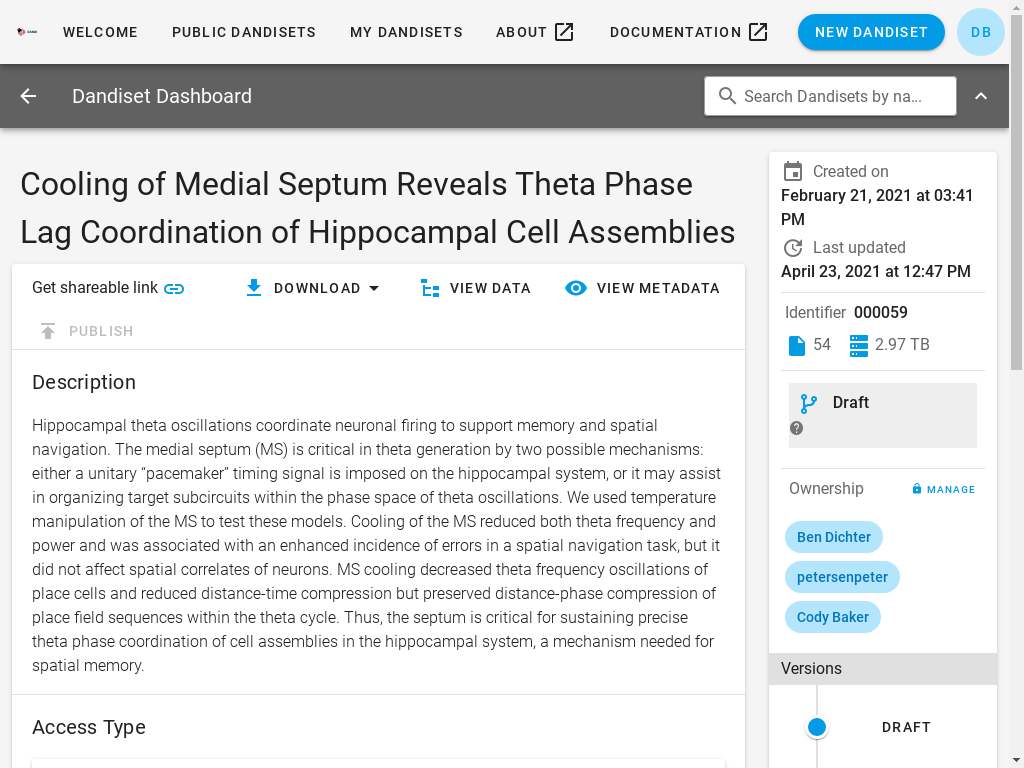 WELCOME PUBLIC DANDISETS MY DANDISETS ABOUT DOCUMENTATION NEW DANDISET DB
Dandiset Dashboard Search Dandisets by na...
Cooling of Medial Septum Reveals Theta Phase
Lag Coordination of Hippocampal Cell Assemblies
Get shareable link DOWNLOAD VIEW DATA VIEW METADATA
PUBLISH
Description
Hippocampal theta oscillations coordinate neuronal firing to support memory and spatial
navigation. The medial septum (MS) is critical in theta generation by two possible mechanisms:
either a unitary “pacemaker” timing signal is imposed on the hippocampal system, or it may assist
in organizing target subcircuits within the phase space of theta oscillations. We used temperature
manipulation of the MS to test these models. Cooling of the MS reduced both theta frequency and
power and was associated with an enhanced incidence of errors in a spatial navigation task, but it
did not affect spatial correlates of neurons. MS cooling decreased theta frequency oscillations of
place cells and reduced distance-time compression but preserved distance-phase compression of
place field sequences within the theta cycle. Thus, the septum is critical for sustaining precise
theta phase coordination of cell assemblies in the hippocampal system, a mechanism needed for
spatial memory.
Access Type
Created on
February 21, 2021 at 03:41
PM
Last updated
April 23, 2021 at 12:47 PM
Identifier 000059
54 2.97 TB
Draft
Ownership MANAGE
Ben Dichter
petersenpeter
Cody Baker
Versions
DRAFT